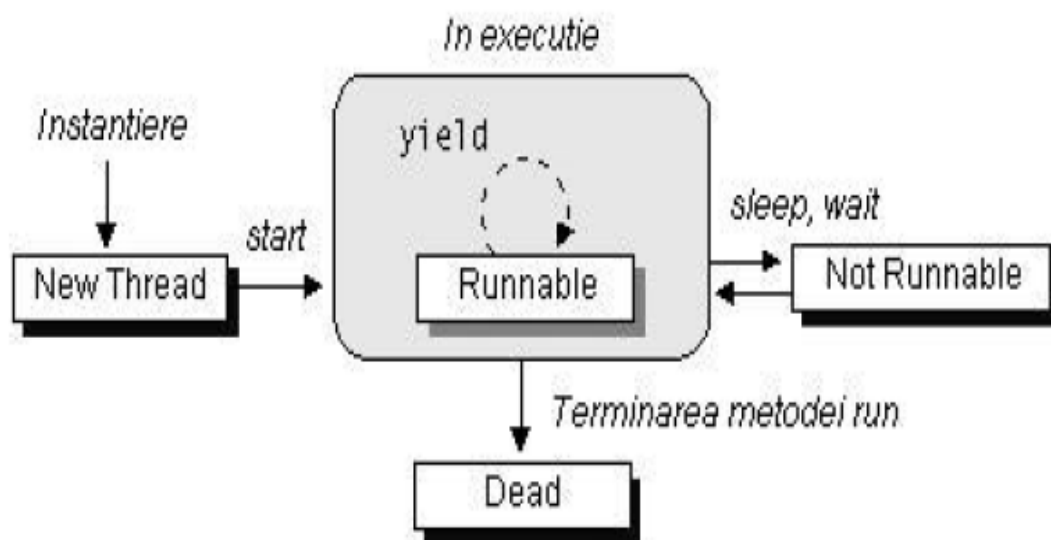 In executie
Instantiere
yield
start
sleep, wait
New Thread
Runnable
Not Runnable
Terminarea metodei run
Dead